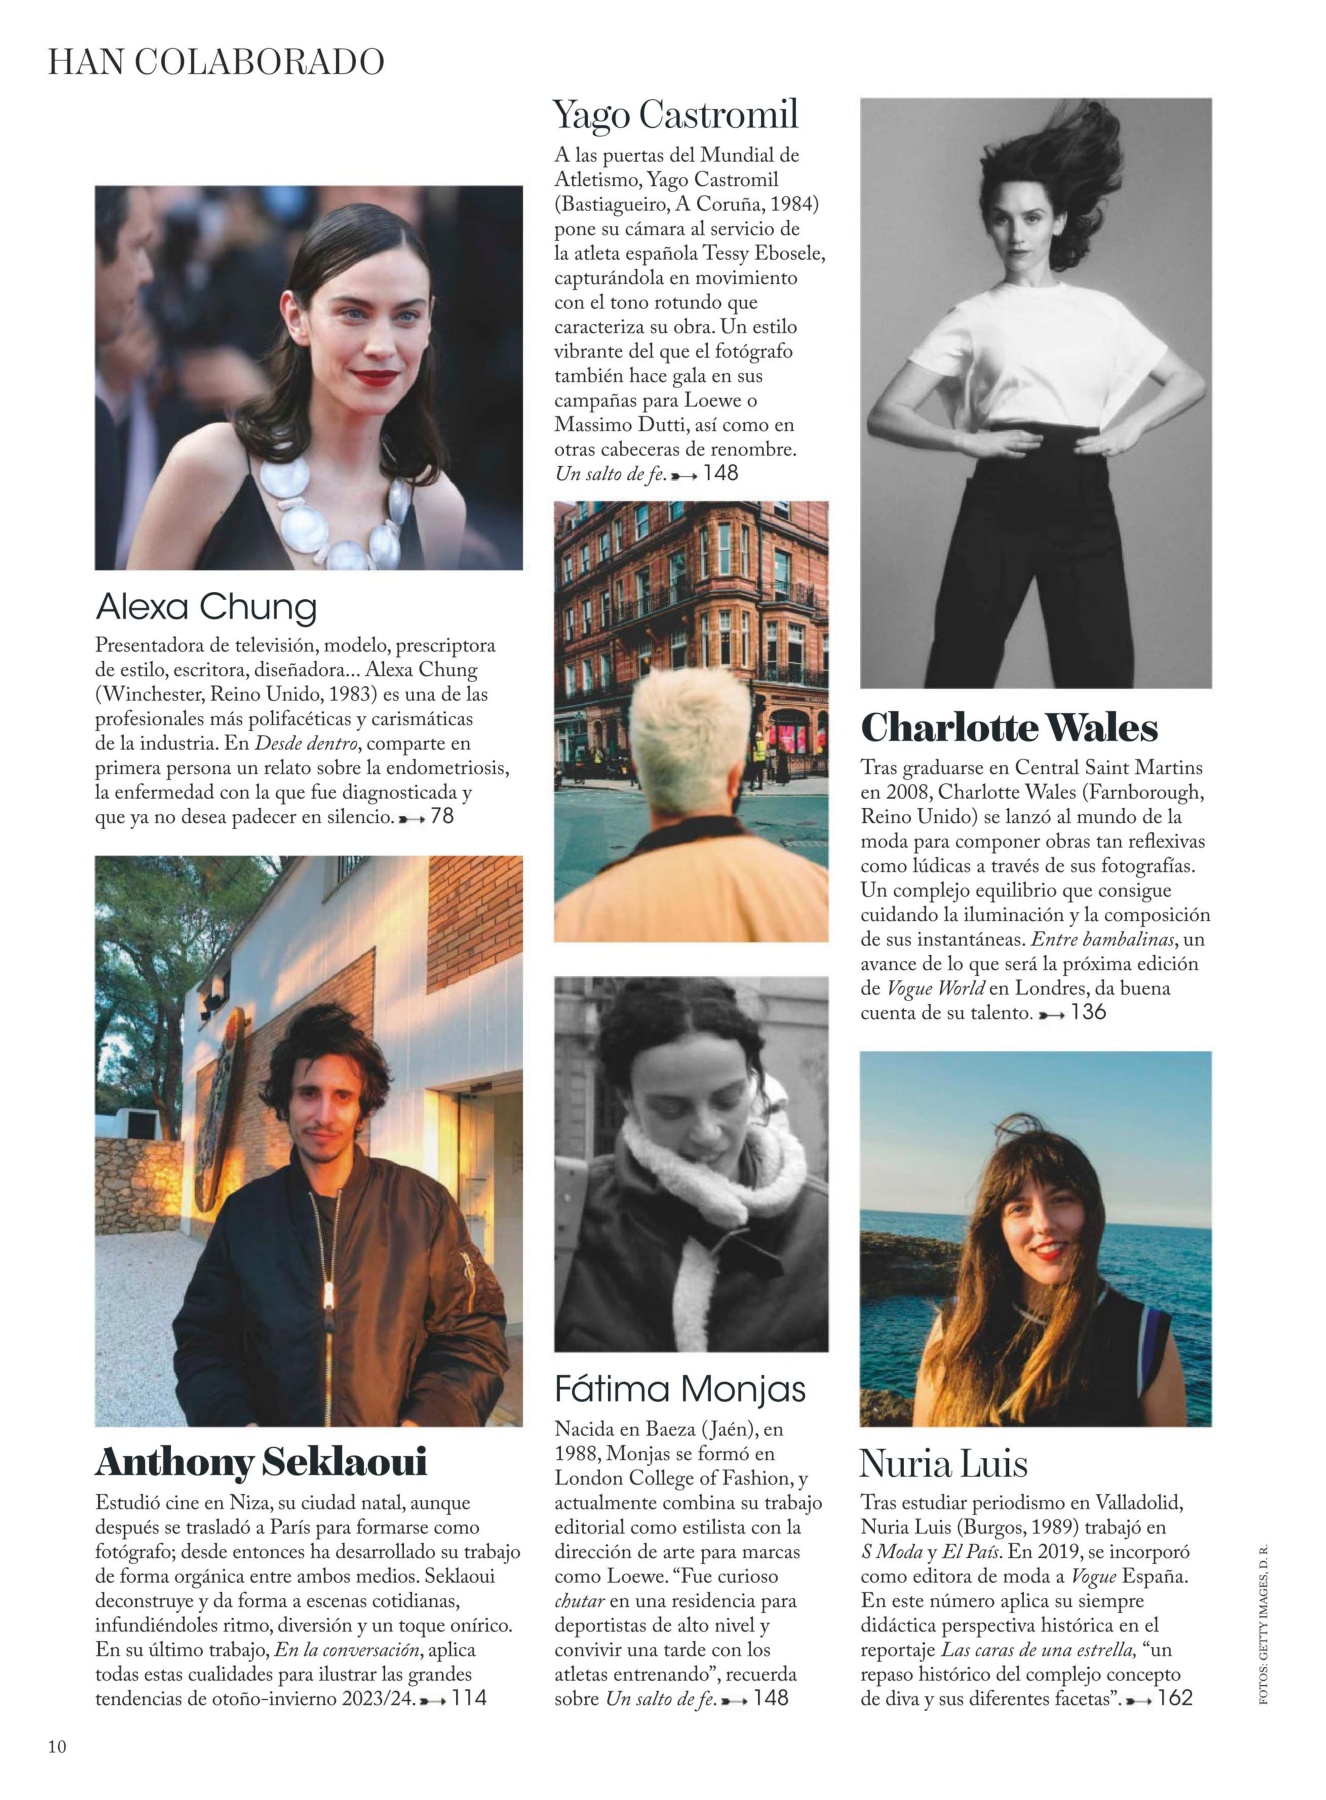 HAN COLABORADO
Alexa Chung
Presentadora de televisión, modelo, prescriptora
de estilo, escritora, diseñadora... Alexa Chung
(Winchester, Reino Unido, 1983) es una de las
profesionales más polifacéticas y carismáticas
de la industria. En Desde dentro, comparte en
primera persona un relato sobre la endometriosis,
la enfermedad con la que fue diagnosticada y
que ya no desea padecer en silencio. 78
Anthony Seklaoui
Estudió cine en Niza, su ciudad natal, aunque
después se trasladó a París para formarse como
fotógrafo; desde entonces ha desarrollado su trabajo
de forma orgánica entre ambos medios. Seklaoui
deconstruye y da forma a escenas cotidianas,
infundiéndoles ritmo, diversión y un toque onírico.
En su último trabajo, En la conversación, aplica
todas estas cualidades para ilustrar las grandes
tendencias de otoño-invierno 2023/24. 114
Yago Castromil
A las puertas del Mundial de
Atletismo, Yago Castromil
(Bastiagueiro, A Coruña, 1984)
pone su cámara al servicio de
la atleta española Tessy Ebosele,
capturándola en movimiento
con el tono rotundo que
caracteriza su obra. Un estilo
vibrante del que el fotógrafo
también hace gala en sus
campañas para Loewe o
Massimo Dutti, así como en
otras cabeceras de renombre.
Un salto de fe. 148
Fátima Monjas
Nacida en Baeza (Jaén), en
1988, Monjas se formó en
London College of Fashion, y
actualmente combina su trabajo
editorial como estilista con la
dirección de arte para marcas
como Loewe. “Fue curioso
chutar en una residencia para
deportistas de alto nivel y
convivir una tarde con los
atletas entrenando”, recuerda
sobre Un salto de fe. 148
Charlotte Wales
Tras graduarse en Central Saint Martins
en 2008, Charlotte Wales (Farnborough,
Reino Unido) se lanzó al mundo de la
moda para componer obras tan reflexivas
como lúdicas a través de sus fotografías.
Un complejo equilibrio que consigue
cuidando la iluminación y la composición
de sus instantáneas. Entre bambalinas, un
avance de lo que será la próxima edición
de Vogue World en Londres, da buena
cuenta de su talento. 136
Nuria Luis
Tras estudiar periodismo en Valladolid,
Nuria Luis (Burgos, 1989) trabajó en
S Moda y El País. En 2019, se incorporó
como editora de moda a Vogue España.
En este número aplica su siempre
didáctica perspectiva histórica en el
reportaje Las caras de una estrella, “un
repaso histórico del complejo concepto
de diva y sus diferentes facetas”. 162
FOTOS: GETTY IMAGES, D. R.
10